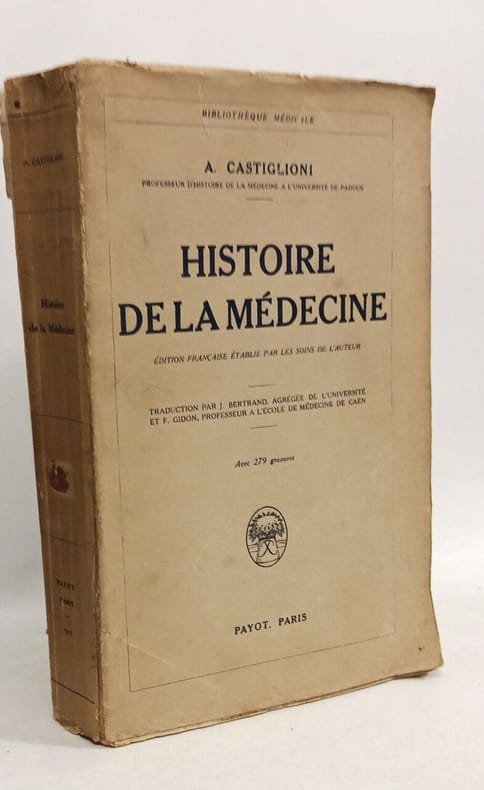 BIBLIOTHÈQUE MÉDICALE
A. CASTIGLIONI
PROFESSEUR D'HISTOIRE DE LA MÉDECINE A L'UNIVERSITÉ DE PADOUE
HISTOIRE
DE LA MÉDECINE
ÉDITION FRANÇAISE ÉTABLIE PAR LES SOINS DE L'AUTEUR
TRADUCTION PAR J. BERTRAND, AGRÉGÉE DE L'UNIVERSITÉ
ET F. GIDON, PROFESSEUR A L'ÉCOLE DE MÉDECINE DE CAEN
Avec 279 gravures
PAYOT, PARIS
A. CASTIGLIONI
Histoire
de la Médecine
PAYOT
PARIS